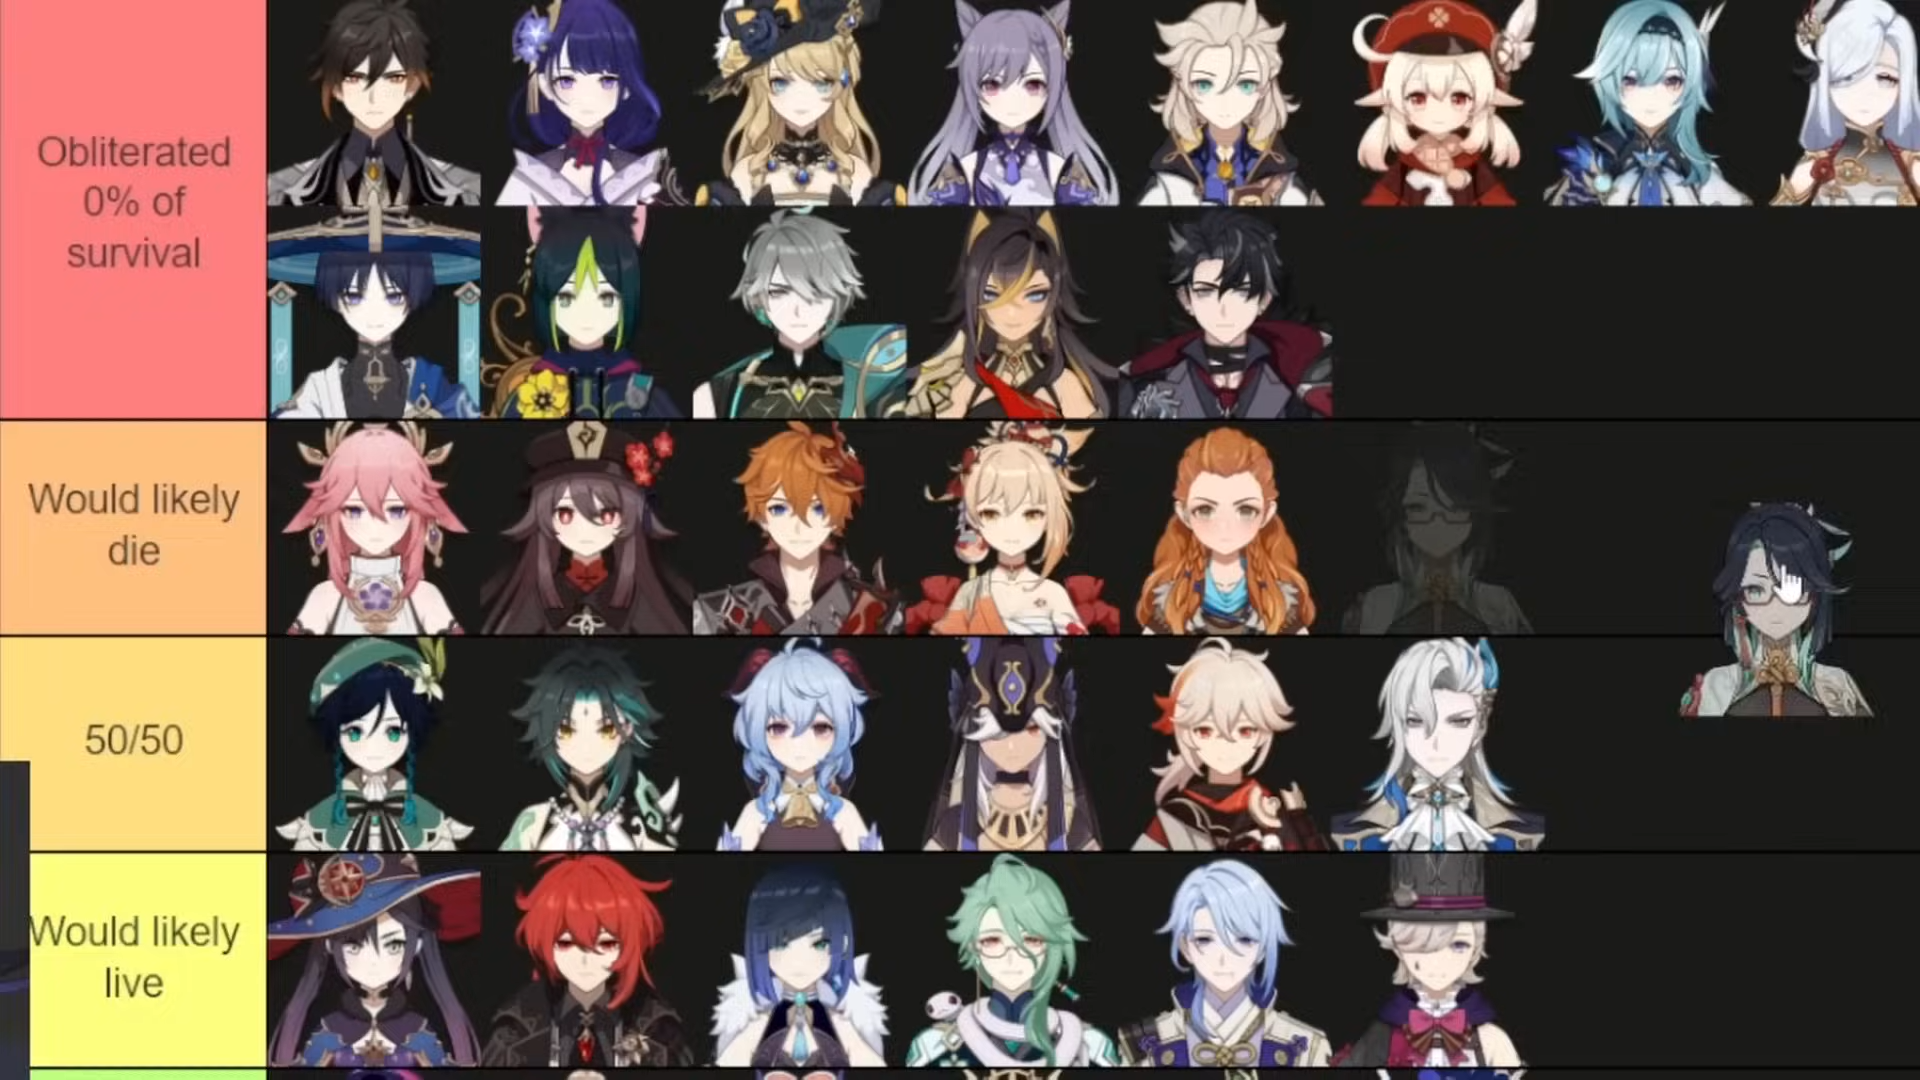 Obliterated
0% of
survival
Would likely
die
50/50
Would likely
live